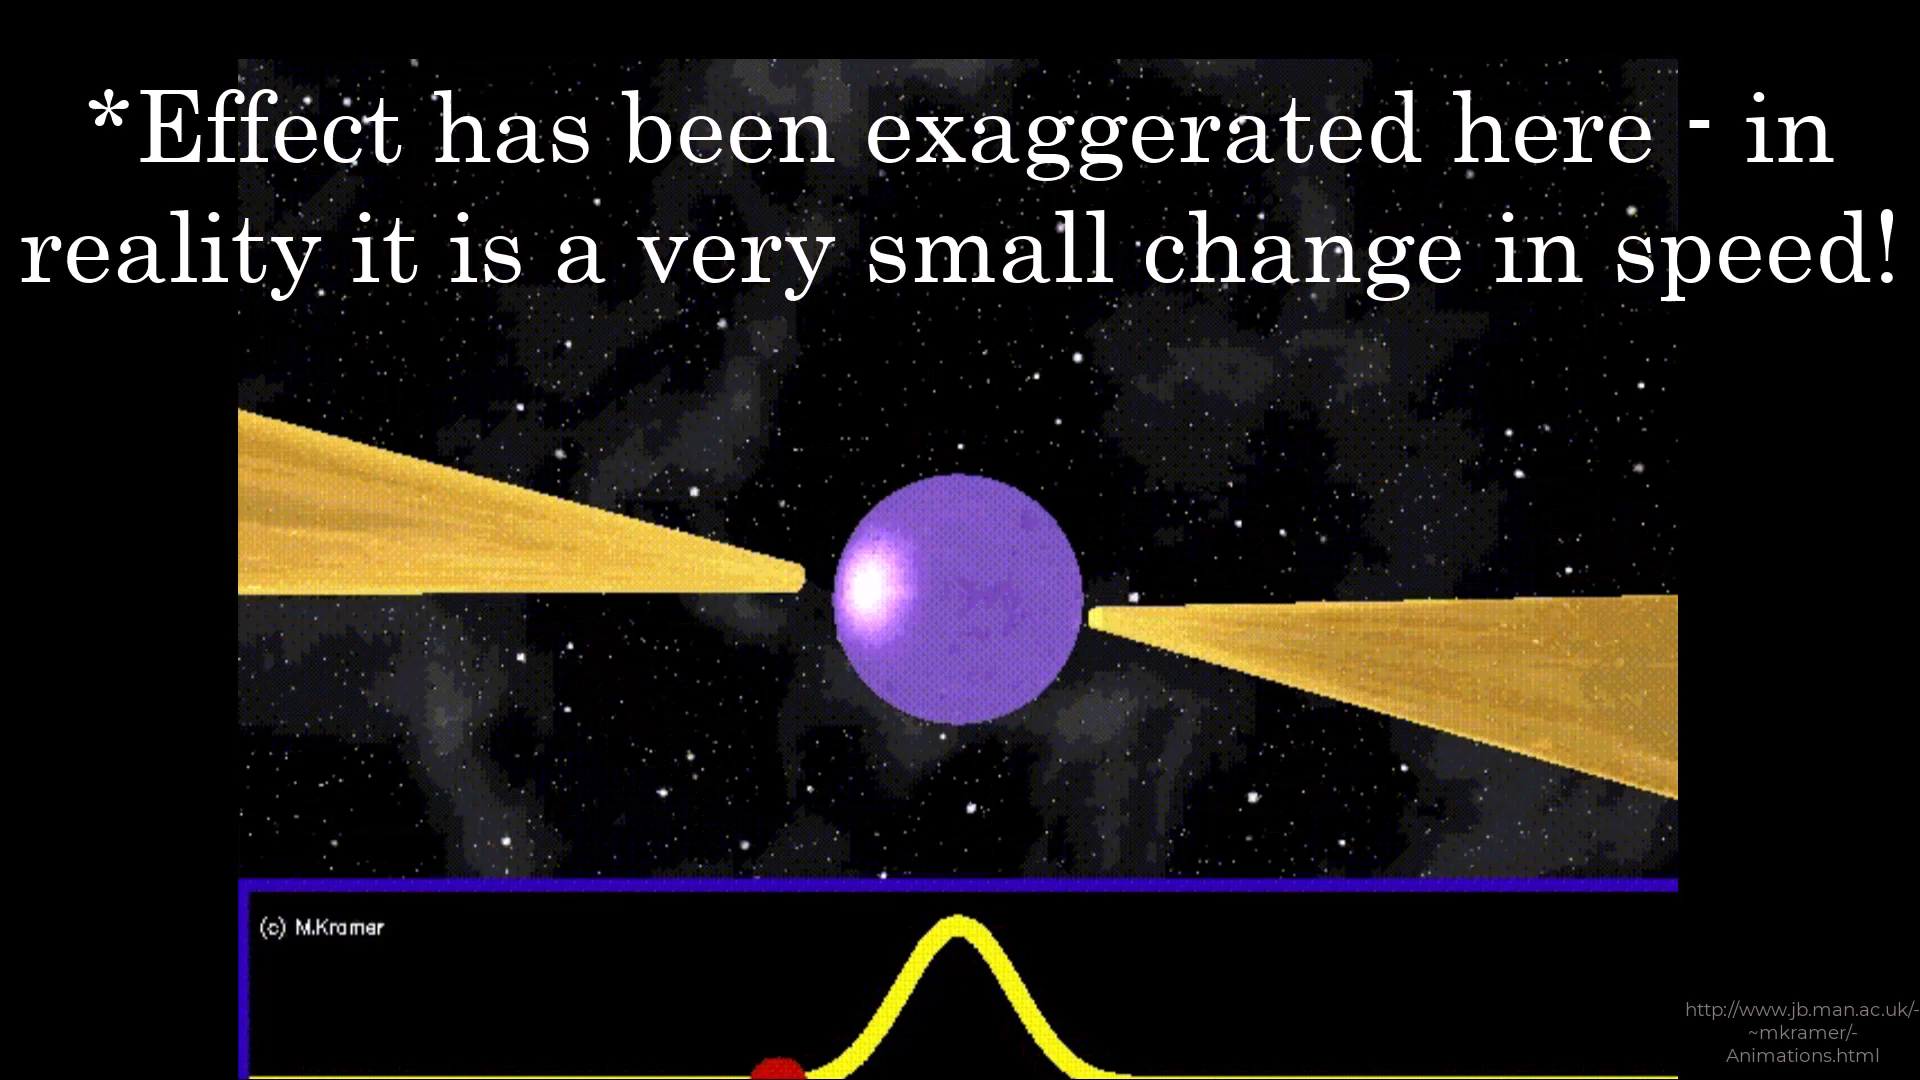 *Effect has been exaggerated here - in
reality it is a very small change in speed!
(c) M.Kramer
http://www.jb.man.ac.uk/-
~mkramer/-
Animations.html